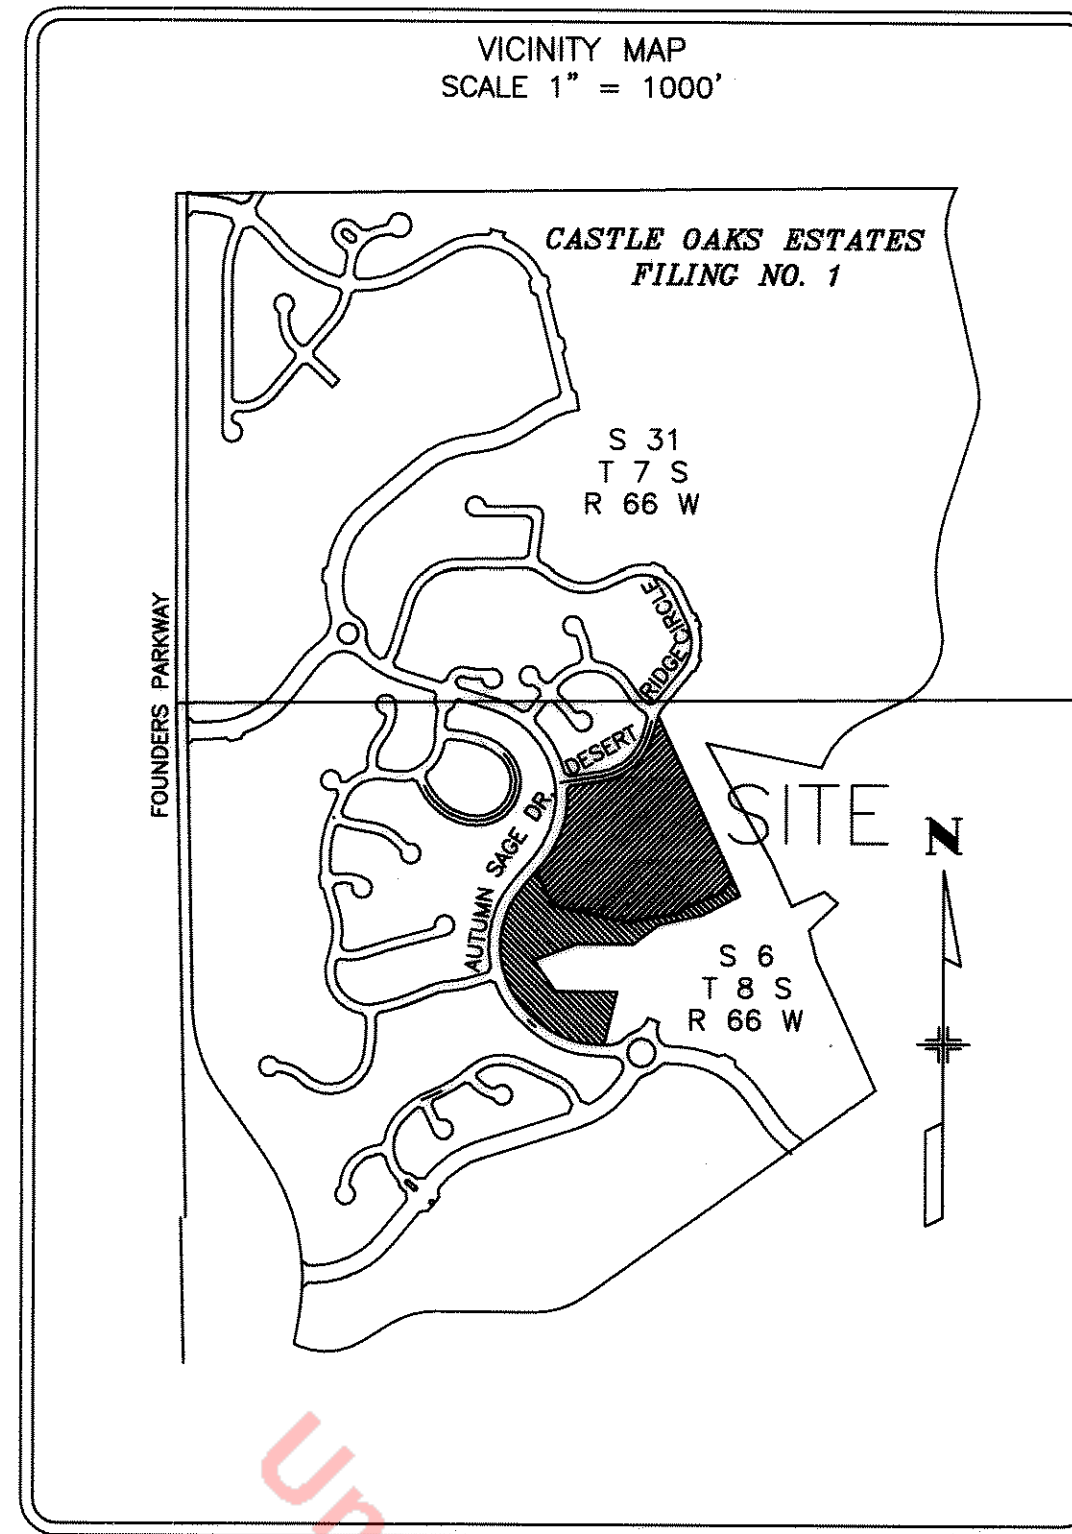 VICINITY MAP
SCALE 1" = 1000'
CASTLE OAKS ESTATES
FILING NO. 1
S 31
T 7 S
R 66 W
FOUNDERS PARKWAY
DESERT RIDGE CIRCLE
AUTUMN SAGE DR.
SITE
N
S 6
T 8 S
R 66 W
Un